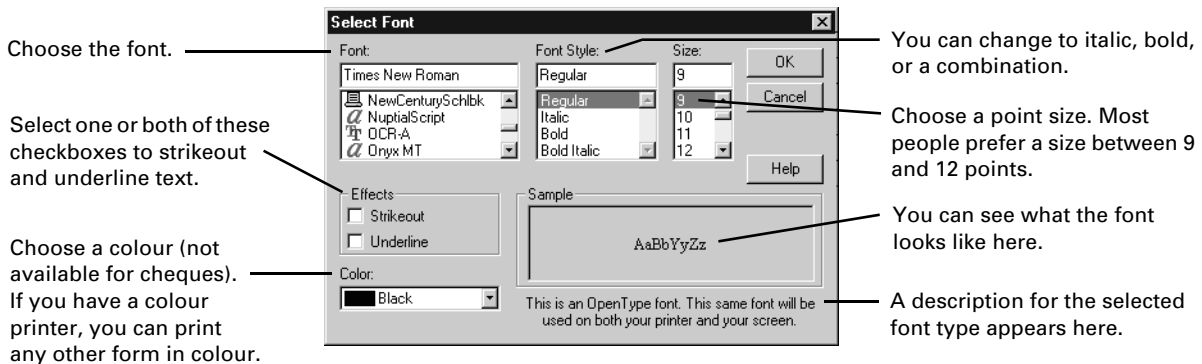 Choose the font.
Select one or both of these
checkboxes to strikeout
and underline text.
Choose a colour (not
available for cheques).
If you have a colour
printer, you can print
any other form in colour.
Select Font
Font:
Times New Roman
NewCenturySchlbk
NuptialScript
OCR-A
Onyx MT
Font Style:
Regular
Regular
Italic
Bold
Bold Italic
Size:
9
9
10
11
12
OK
Cancel
Help
Effects
Strikeout
Underline
Color:
Black
Sample
AaBbYyZz
This is an OpenType font. This same font will be
used on both your printer and your screen.
You can change to italic, bold,
or a combination.
Choose a point size. Most
people prefer a size between 9
and 12 points.
You can see what the font
looks like here.
A description for the selected
font type appears here.